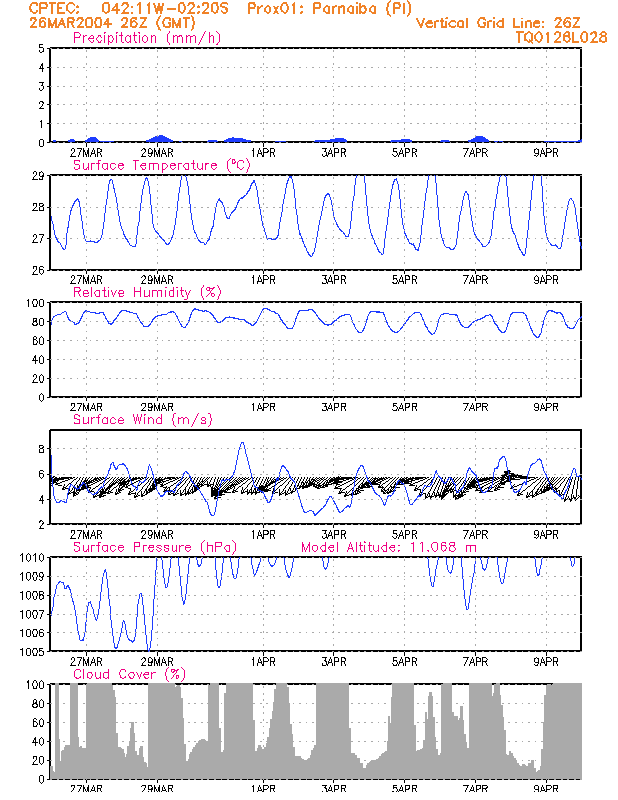 CPTEC: 042:11W-02:20S Prox01: Parnaiba (PI)
26MAR2004 26Z (GMT) Vertical Grid Line: 26Z
Precipitation (mm/h) TQ0126L028
5
4
3
2
1
0
27MAR 29MAR 1APR 3APR 5APR 7APR 9APR
Surface Temperature (ºC)
29
28
27
26
27MAR 29MAR 1APR 3APR 5APR 7APR 9APR
Relative Humidity (%)
100
80
60
40
20
0
27MAR 29MAR 1APR 3APR 5APR 7APR 9APR
Surface Wind (m/s)
8
6
4
2
27MAR 29MAR 1APR 3APR 5APR 7APR 9APR
Surface Pressure (hPa) Model Altitude: 11.068 m
1010
1009
1008
1007
1006
1005
27MAR 29MAR 1APR 3APR 5APR 7APR 9APR
Cloud Cover (%)
100
80
60
40
20
0
27MAR 29MAR 1APR 3APR 5APR 7APR 9APR